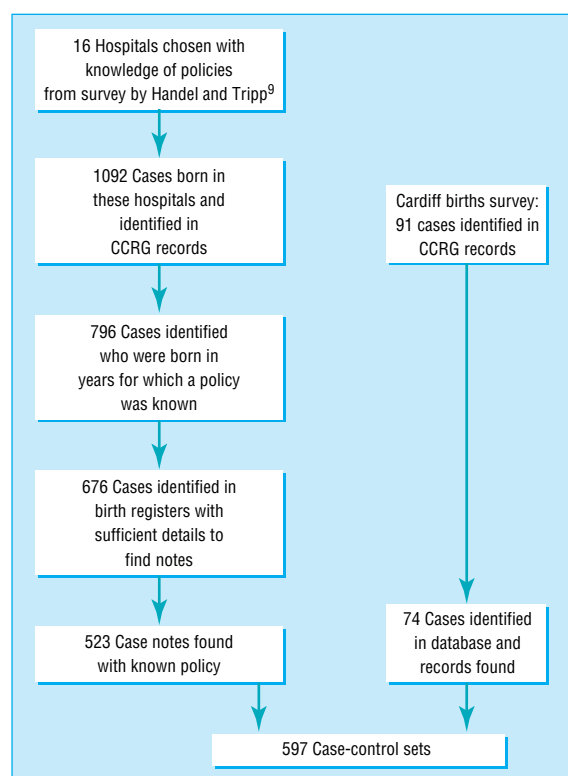 16 Hospitals chosen with
knowledge of policies
from survey by Handel and Tripp⁹
1092 Cases born in
these hospitals and
identified in
CCRG records
796 Cases identified
who were born in
years for which a policy
was known
676 Cases identified in
birth registers with
sufficient details to
find notes
523 Case notes found
with known policy
Cardiff births survey:
91 cases identified in
CCRG records
74 Cases identified
in database and
records found
597 Case-control sets